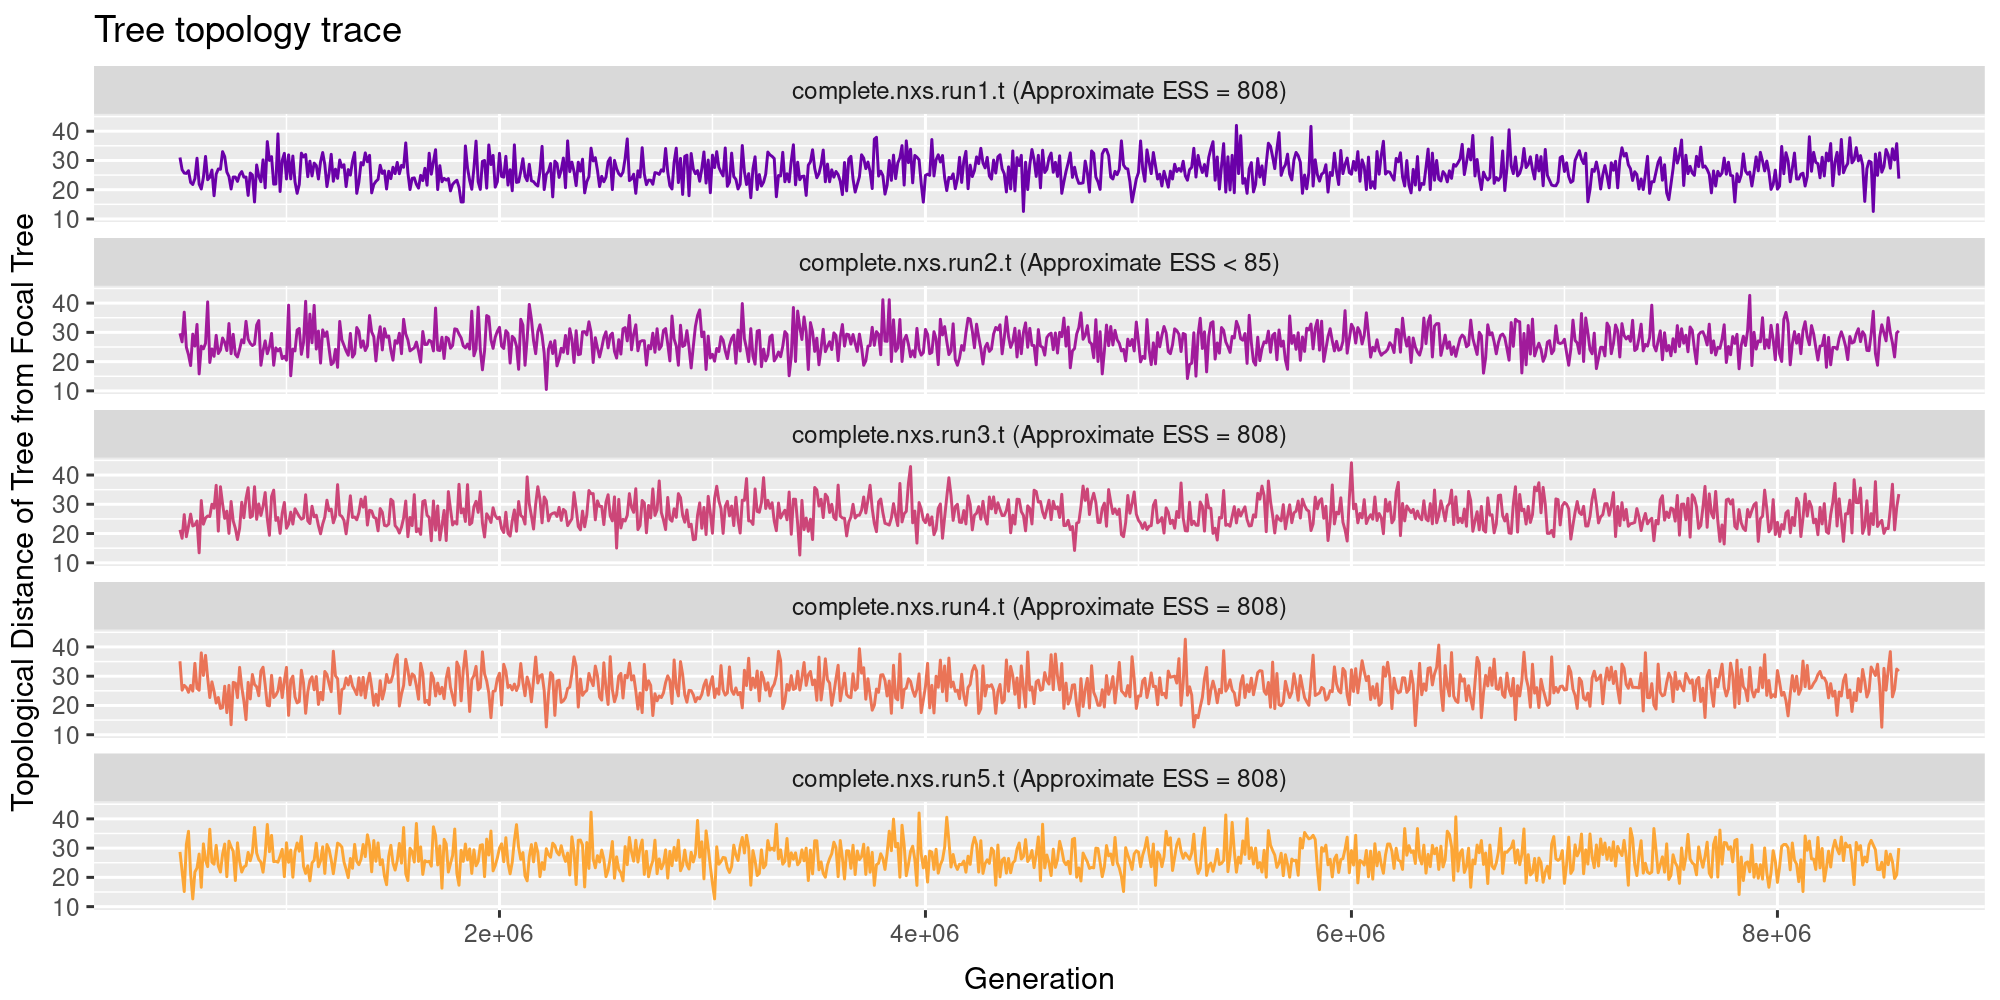 Tree topology trace
complete.nxs.run1.t (Approximate ESS = 808)
40
30
20
10
complete.nxs.run2.t (Approximate ESS < 85)
40
30
20
10
complete.nxs.run3.t (Approximate ESS = 808)
40
30
20
10
complete.nxs.run4.t (Approximate ESS = 808)
40
30
20
10
complete.nxs.run5.t (Approximate ESS = 808)
40
30
20
10
Topological Distance of Tree from Focal Tree
2e+06 4e+06 6e+06 8e+06
Generation